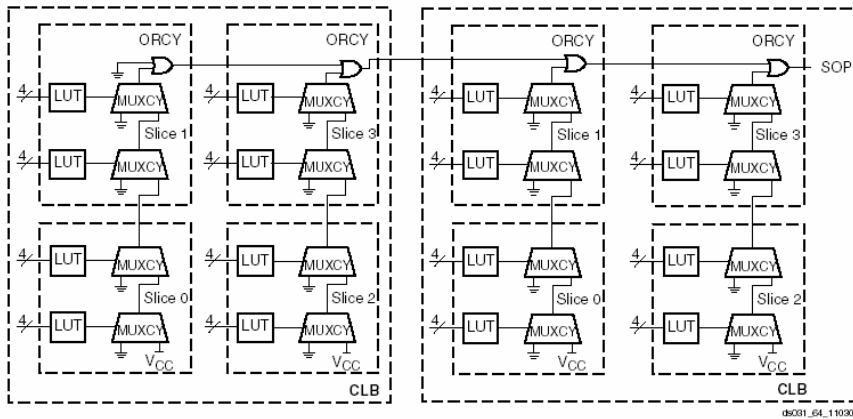 ORCY ORCY ORCY ORCY
SOP
4 LUT MUXCY 4 LUT MUXCY 4 LUT MUXCY 4 LUT MUXCY
Slice 1 Slice 3 Slice 1 Slice 3
4 LUT MUXCY 4 LUT MUXCY 4 LUT MUXCY 4 LUT MUXCY
4 LUT MUXCY 4 LUT MUXCY 4 LUT MUXCY 4 LUT MUXCY
Slice 0 Slice 2 Slice 0 Slice 2
4 LUT MUXCY 4 LUT MUXCY 4 LUT MUXCY 4 LUT MUXCY
VCC VCC VCC VCC
CLB CLB
ds031_64_11030